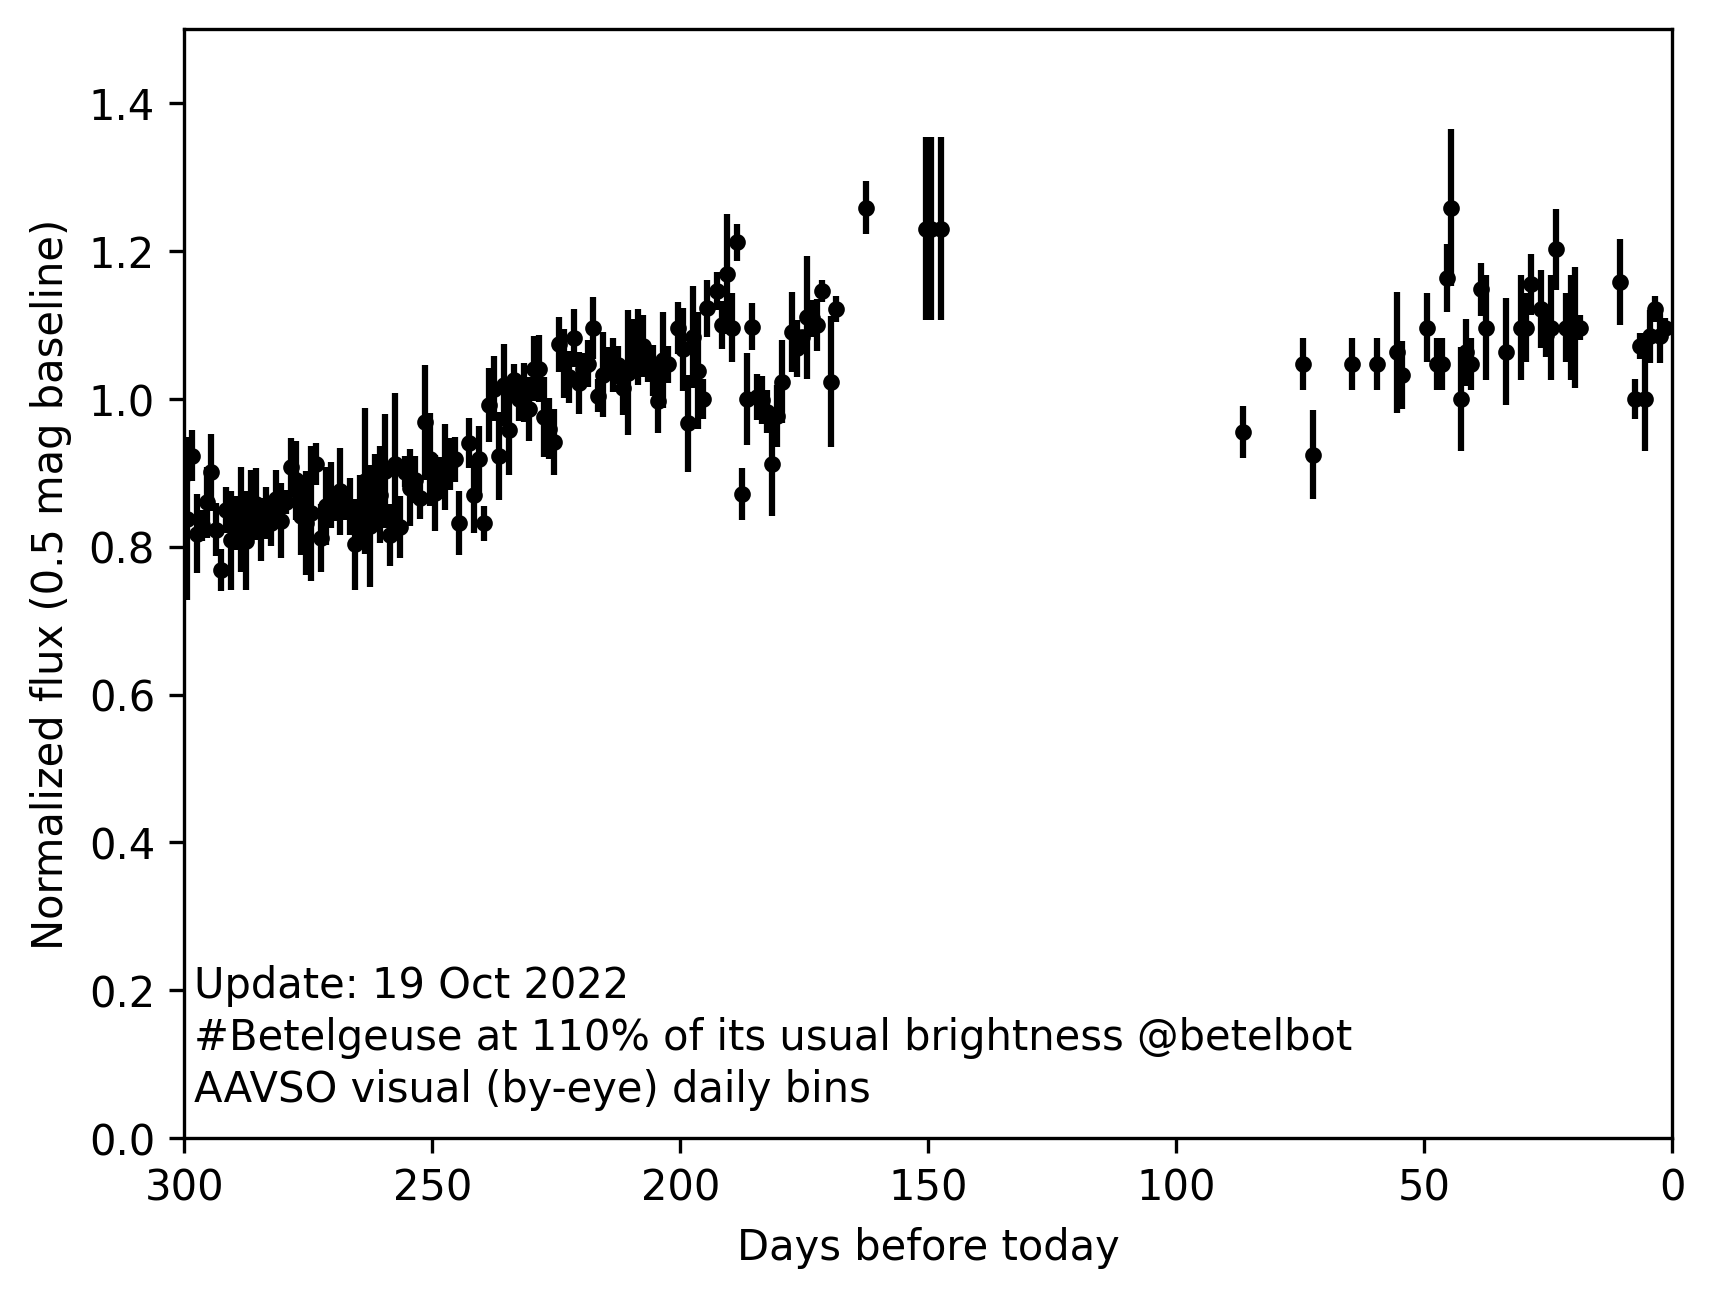 1.4
1.2
1.0
0.8
0.6
0.4
0.2
0.0
Normalized flux (0.5 mag baseline)
Update: 19 Oct 2022
#Betelgeuse at 110% of its usual brightness @betelbot
AAVSO visual (by-eye) daily bins
300 250 200 150 100 50 0
Days before today